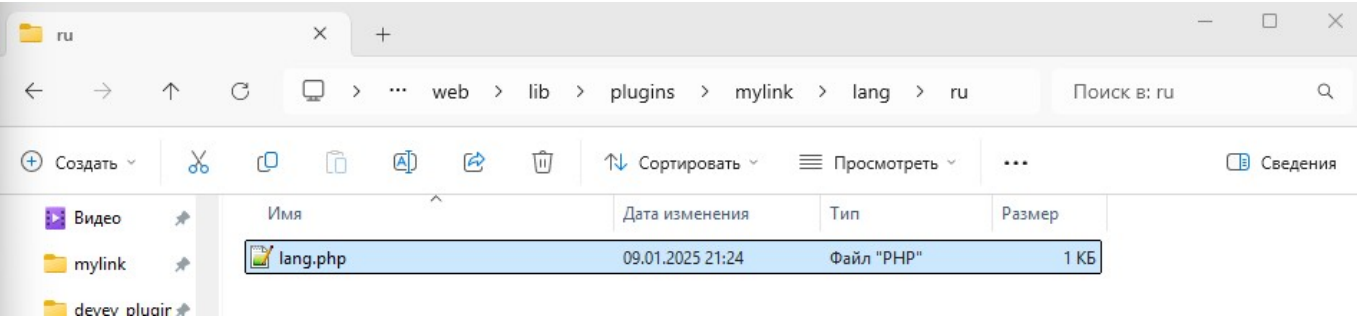 ru
web > lib > plugins > mylink > lang > ru
Поиск в: ru
Создать
Сортировать
Просмотреть
Сведения
Имя
Дата изменения
Тип
Размер
Видео
lang.php
09.01.2025 21:24
Файл "PHP"
1 КБ
mylink
devey_plugin